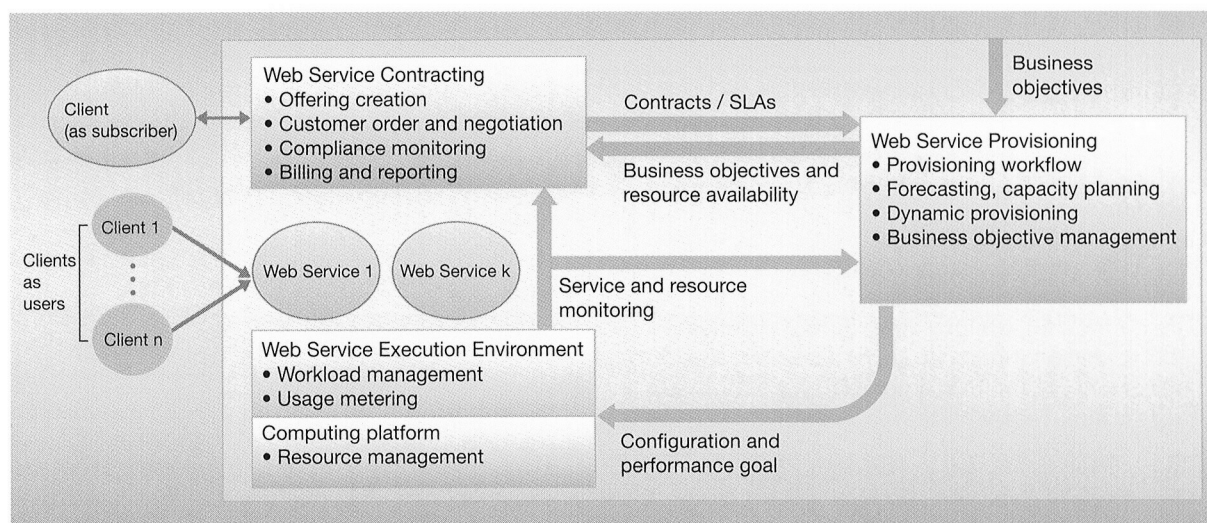 Web Service Contracting
• Offering creation
• Customer order and negotiation
• Compliance monitoring
• Billing and reporting
Client
(as subscriber)
Contracts / SLAs
Business objectives and
resource availability
Business
objectives
Web Service Provisioning
• Provisioning workflow
• Forecasting, capacity planning
• Dynamic provisioning
• Business objective management
Clients
as
users
Client 1
Client n
Web Service 1
Web Service k
Service and resource
monitoring
Web Service Execution Environment
• Workload management
• Usage metering
Computing platform
• Resource management
Configuration and
performance goal